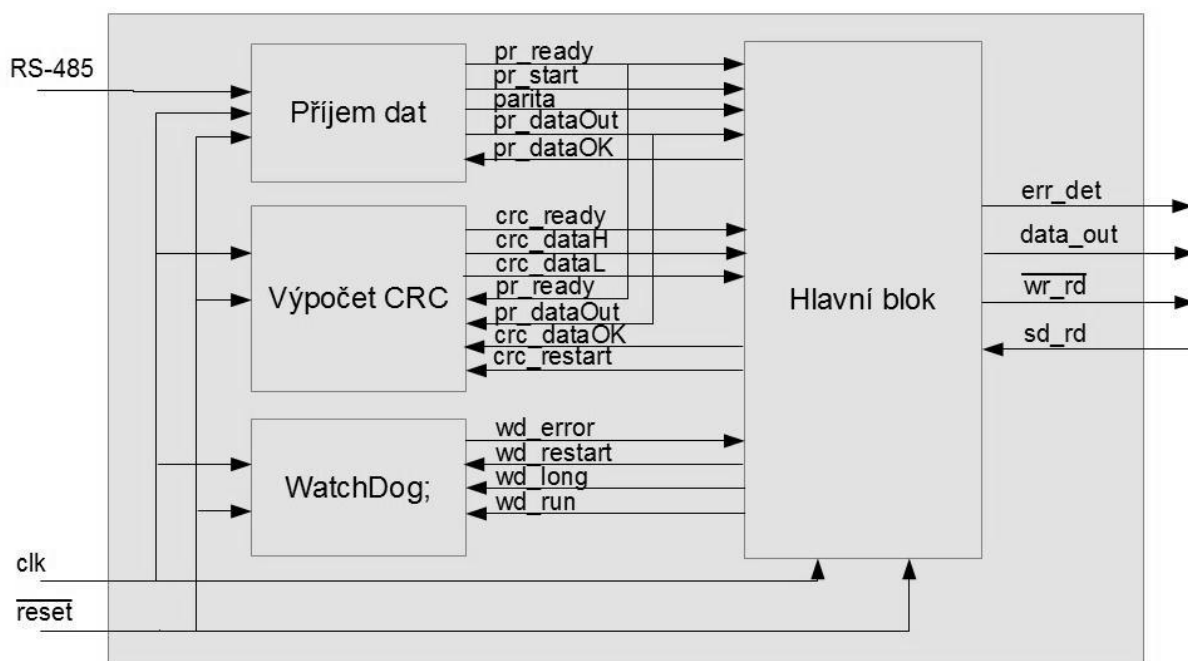 RS-485
Příjem dat
pr_ready
pr_start
parita
pr_dataOut
pr_dataOK
Výpočet CRC
crc_ready
crc_dataH
crc_dataL
pr_ready
pr_dataOut
crc_dataOK
crc_restart
WatchDog;
wd_error
wd_restart
wd_long
wd_run
Hlavní blok
err_det
data_out
wr_rd
sd_rd
clk
reset